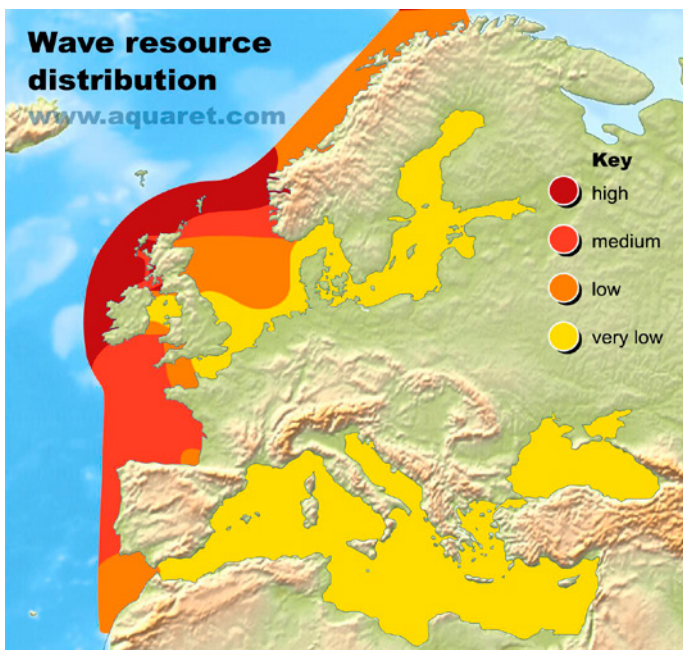 Wave resource
distribution
www.aquaret.com
Key
high
medium
low
very low